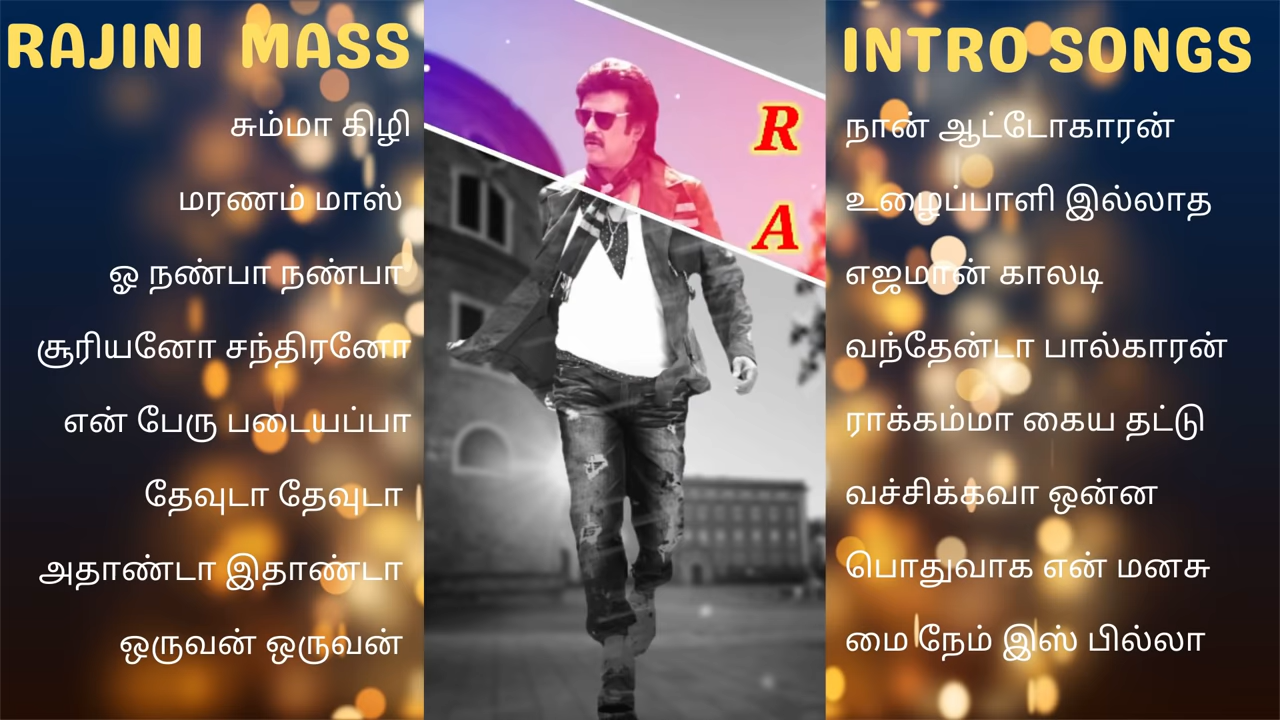 RAJINI MASS
சும்மா கிழி
மரணம் மாஸ்
ஓ நண்பா நண்பா
சூரியனோ சந்திரனோ
என் பேரு படையப்பா
தேவுடா தேவுடா
அதாண்டா இதாண்டா
ஒருவன் ஒருவன்
R
A
INTRO SONGS
நான் ஆட்டோகாரன்
உழைப்பாளி இல்லாத
எஜமான் காலடி
வந்தேன்டா பால்காரன்
ராக்கம்மா கைய தட்டு
வச்சிக்கவா ஒன்ன
பொதுவாக என் மனசு
மை நேம் இஸ் பில்லா